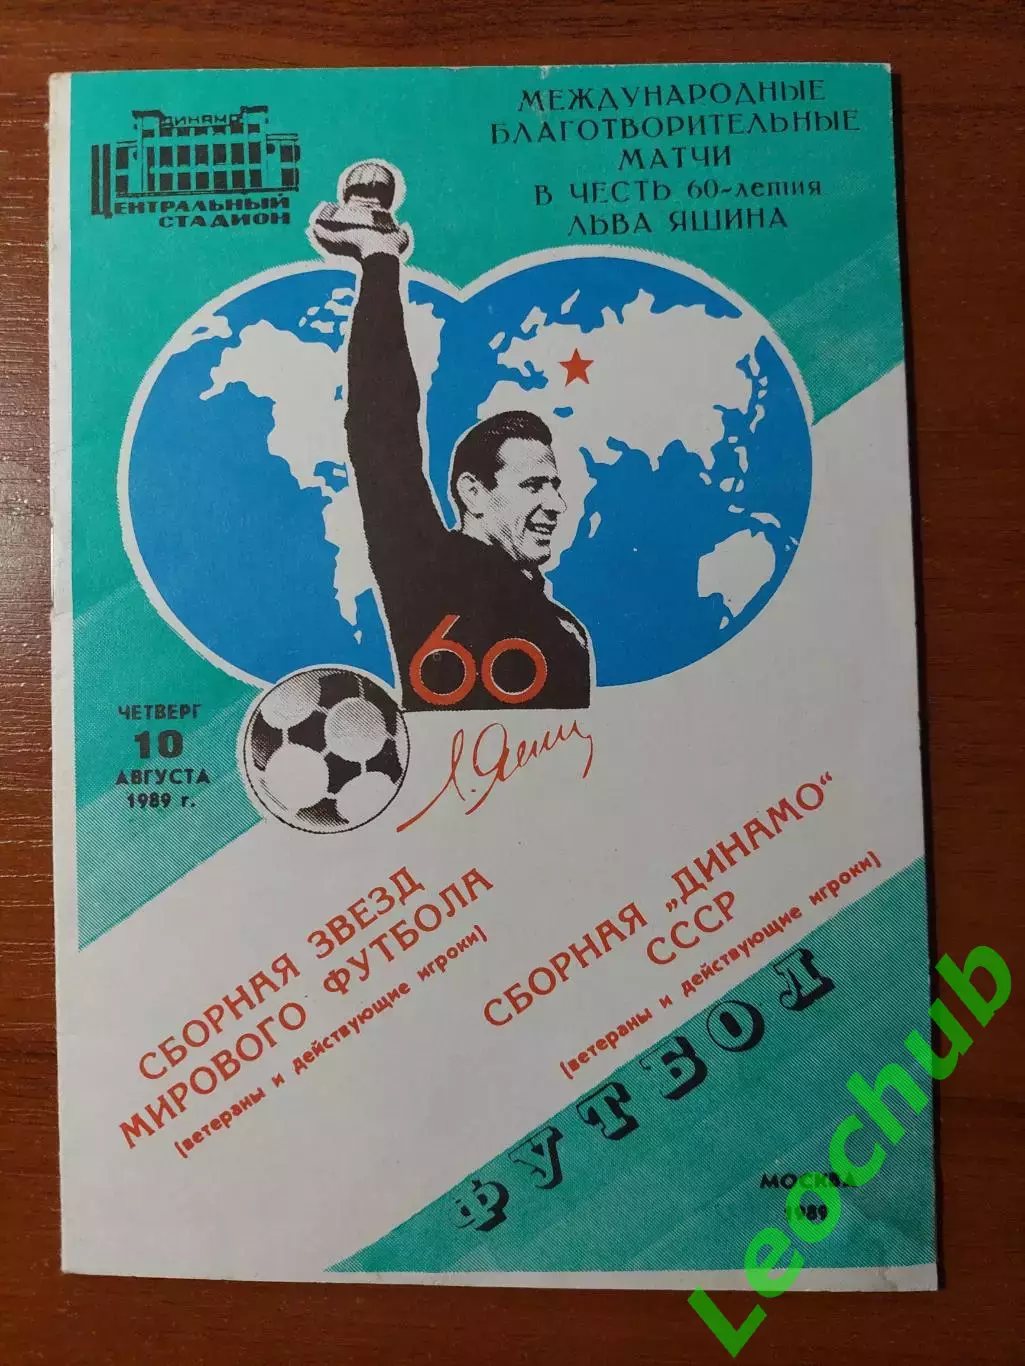 ДИНАМО
ЦЕНТРАЛЬНЫЙ
СТАДИОН
МЕЖДУНАРОДНЫЕ
БЛАГОТВОРИТЕЛЬНЫЕ
МАТЧИ
В ЧЕСТЬ 60-летия
ЛЬВА ЯШИНА
60
ЧЕТВЕРГ
10
АВГУСТА
1989 г.
Л. Яшин
СБОРНАЯ ЗВЕЗД
МИРОВОГО ФУТБОЛА
(ветераны и действующие игроки)
СБОРНАЯ „ДИНАМО“
СССР
(ветераны и действующие игроки)
ФУТБОЛ
МОСКВА
1989
Leochub